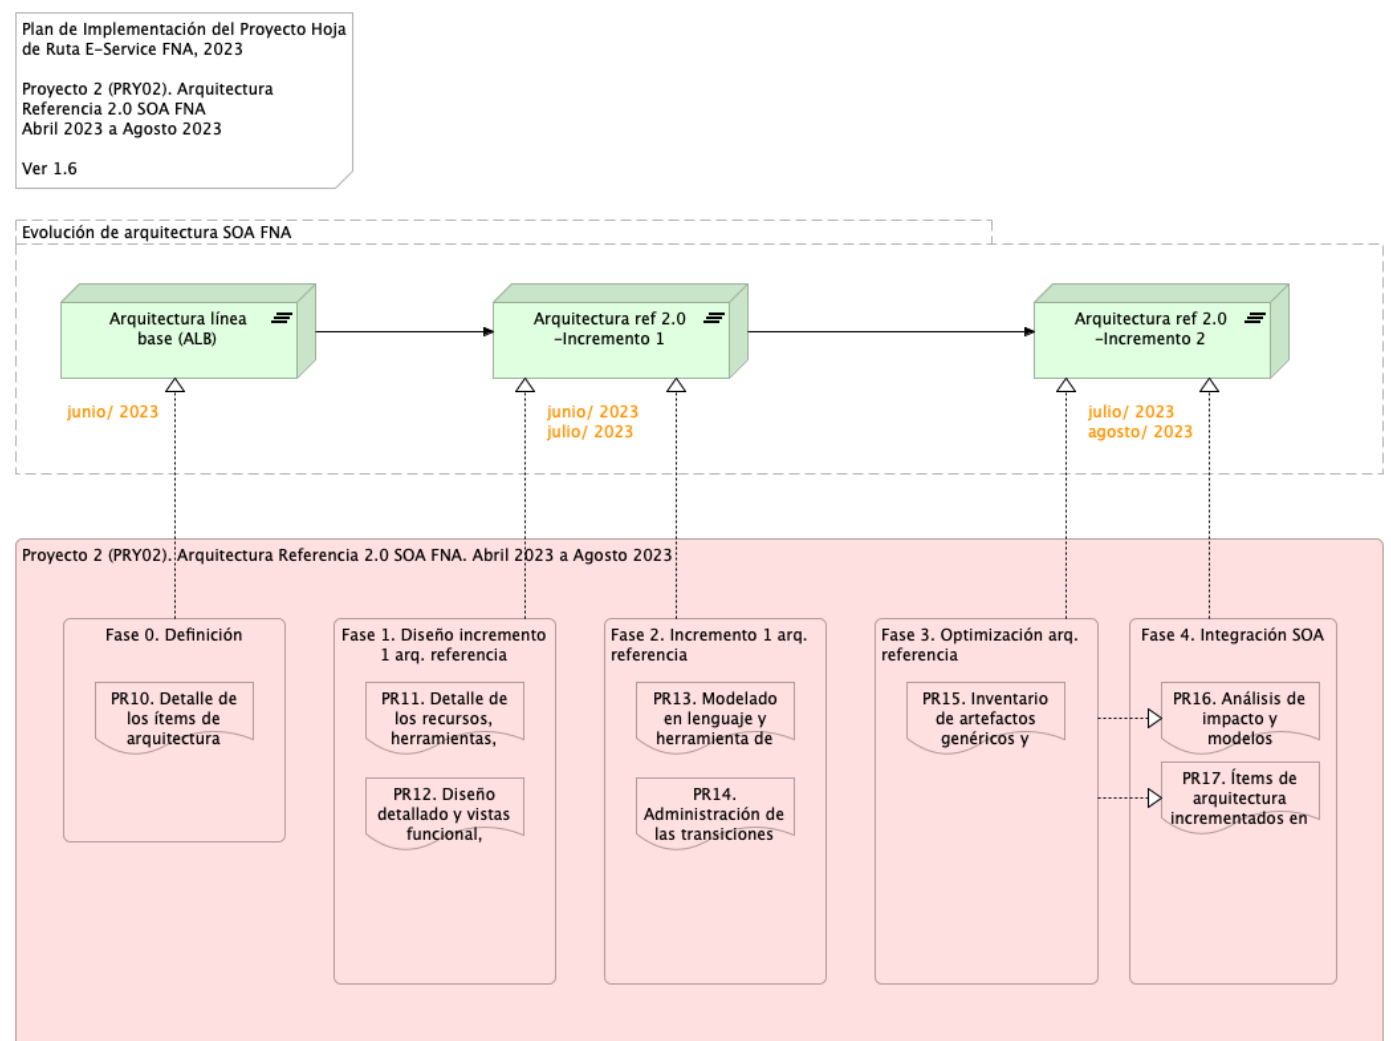 Plan de Implementación del Proyecto Hoja
de Ruta E-Service FNA, 2023
Proyecto 2 (PRY02). Arquitectura
Referencia 2.0 SOA FNA
Abril 2023 a Agosto 2023
Ver 1.6
Evolución de arquitectura SOA FNA
Arquitectura línea
base (ALB)
Arquitectura ref 2.0
-Incremento 1
Arquitectura ref 2.0
-Incremento 2
junio/ 2023
junio/ 2023
julio/ 2023
julio/ 2023
agosto/ 2023
Proyecto 2 (PRY02). Arquitectura Referencia 2.0 SOA FNA. Abril 2023 a Agosto 2023
Fase 0. Definición
PR10. Detalle de
los ítems de
arquitectura
Fase 1. Diseño incremento
1 arq. referencia
PR11. Detalle de
los recursos,
herramientas,
PR12. Diseño
detallado y vistas
funcional,
Fase 2. Incremento 1 arq.
referencia
PR13. Modelado
en lenguaje y
herramienta de
PR14.
Administración de
las transiciones
Fase 3. Optimización arq.
referencia
PR15. Inventario
de artefactos
genéricos y
Fase 4. Integración SOA
PR16. Análisis de
impacto y
modelos
PR17. Ítems de
arquitectura
incrementados en